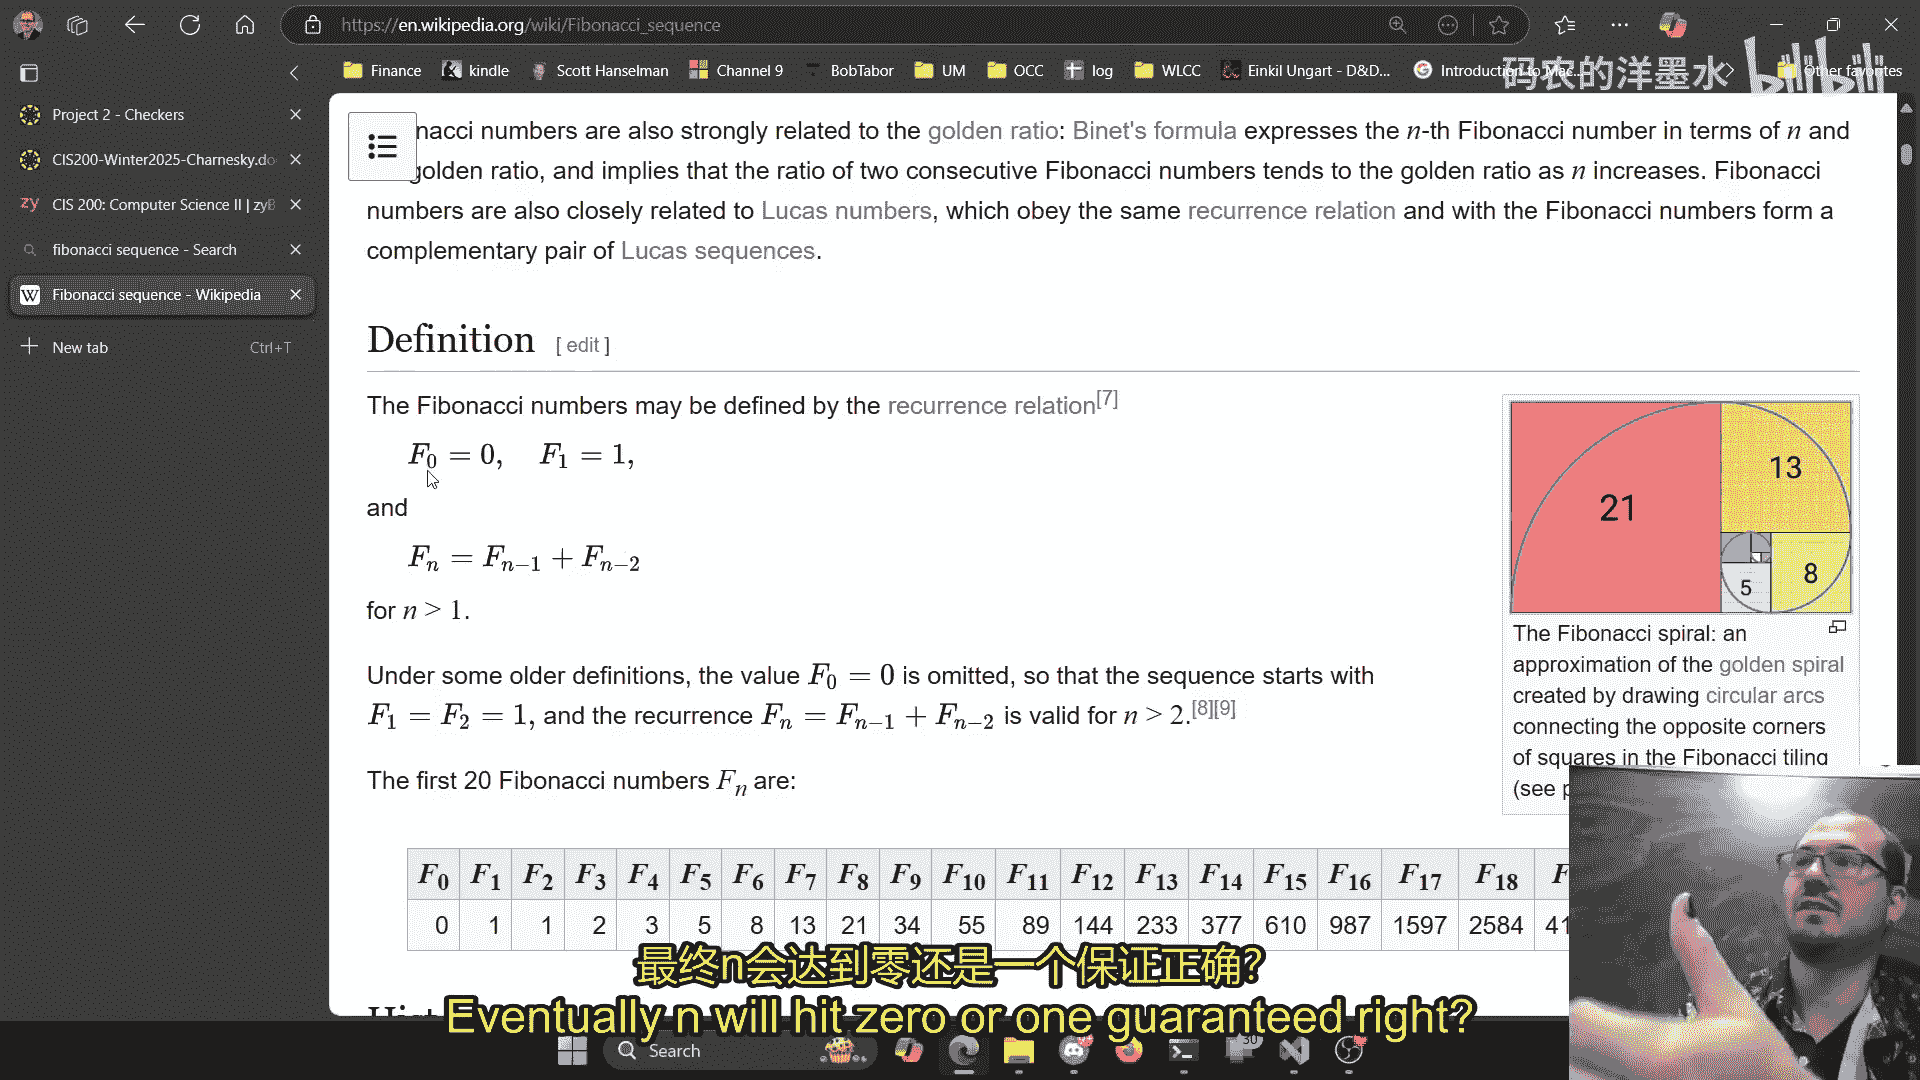 https://en.wikipedia.org/wiki/Fibonacci_sequence
Finance
kindle
Scott Hanselman
Channel 9
BobTabor
UM
OCC
log
WLCC
Einkil Ungart - D&D...
Introduction to Mac...
Other favorites
码农的洋墨水
bilibili
Project 2 - Checkers
CIS200-Winter2025-Charnesky.do
CIS 200: Computer Science II | zyB
fibonacci sequence - Search
Fibonacci sequence - Wikipedia
New tab Ctrl+T
nacci numbers are also strongly related to the golden ratio: Binet's formula expresses the n-th Fibonacci number in terms of n and
golden ratio, and implies that the ratio of two consecutive Fibonacci numbers tends to the golden ratio as n increases. Fibonacci
numbers are also closely related to Lucas numbers, which obey the same recurrence relation and with the Fibonacci numbers form a
complementary pair of Lucas sequences.
Definition [ edit ]
The Fibonacci numbers may be defined by the recurrence relation[7]
F0 = 0, F1 = 1,
and
Fn = Fn−1 + Fn−2
for n > 1.
Under some older definitions, the value F0 = 0 is omitted, so that the sequence starts with
F1 = F2 = 1, and the recurrence Fn = Fn−1 + Fn−2 is valid for n > 2.[8][9]
The first 20 Fibonacci numbers Fn are:
F0 F1 F2 F3 F4 F5 F6 F7 F8 F9 F10 F11 F12 F13 F14 F15 F16 F17 F18 F
0 1 1 2 3 5 8 13 21 34 55 89 144 233 377 610 987 1597 2584 41
21
13
8
5
The Fibonacci spiral: an
approximation of the golden spiral
created by drawing circular arcs
connecting the opposite corners
of squares in the Fibonacci tiling
(see p
最终n会达到零还是一个保证正确?
Eventually n will hit zero or one guaranteed right?
Search
30